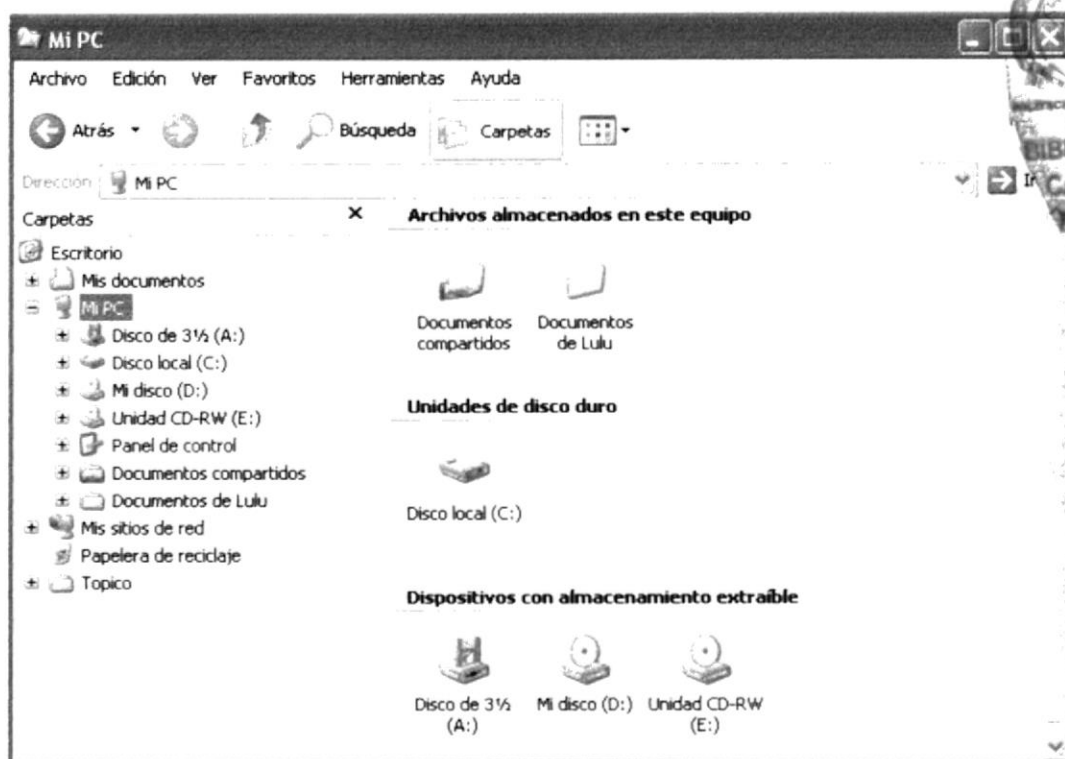 Mi PC
Archivo Edición Ver Favoritos Herramientas Ayuda
Atrás Búsqueda Carpetas
Dirección Mi PC Ir
Carpetas
Escritorio
Mis documentos
Mi PC
Disco de 3½ (A:)
Disco local (C:)
Mi disco (D:)
Unidad CD-RW (E:)
Panel de control
Documentos compartidos
Documentos de Lulu
Mis sitios de red
Papelera de reciclaje
Topico
Archivos almacenados en este equipo
Documentos compartidos
Documentos de Lulu
Unidades de disco duro
Disco local (C:)
Dispositivos con almacenamiento extraíble
Disco de 3½ (A:)
Mi disco (D:)
Unidad CD-RW (E:)